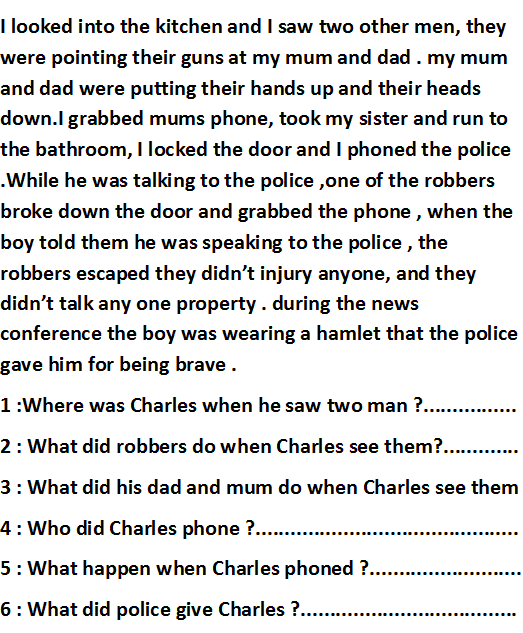 I looked into the kitchen and I saw two other men, they
were pointing their guns at my mum and dad . my mum
and dad were putting their hands up and their heads
down.I grabbed mums phone, took my sister and run to
the bathroom, I locked the door and I phoned the police
.While he was talking to the police ,one of the robbers
broke down the door and grabbed the phone , when the
boy told them he was speaking to the police , the
robbers escaped they didn’t injury anyone, and they
didn’t talk any one property . during the news
conference the boy was wearing a hamlet that the police
gave him for being brave .
1 :Where was Charles when he saw two man ?................
2 : What did robbers do when Charles see them?.............
3 : What did his dad and mum do when Charles see them
4 : Who did Charles phone ?.............................................
5 : What happen when Charles phoned ?..........................
6 : What did police give Charles ?.....................................